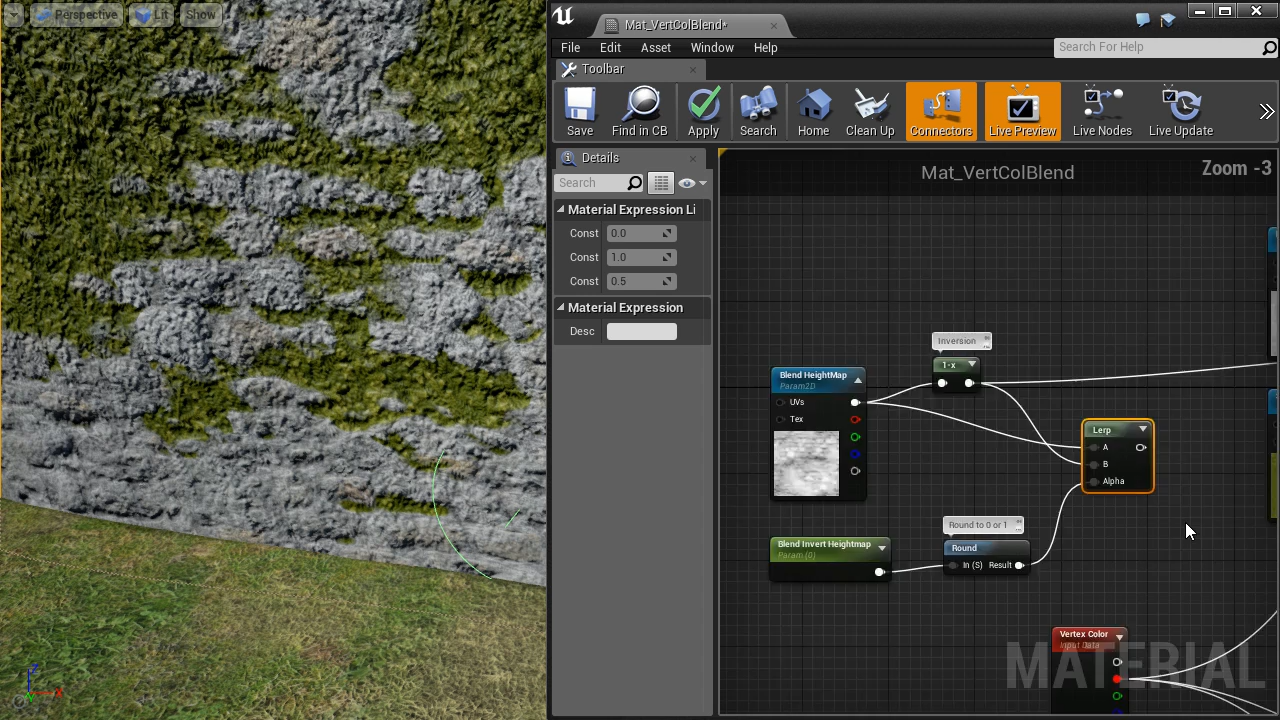 Perspective Lit Show
Mat_VertColBlend*
File Edit Asset Window Help
Search For Help
Toolbar
Save Find in CB Apply Search Home Clean Up Connectors Live Preview Live Nodes Live Update
Details
Search
Material Expression Li
Const 0.0
Const 1.0
Const 0.5
Material Expression
Desc
Mat_VertColBlend
Zoom -3
Inversion
1-x
Blend HeightMap
Param2D
UVs
Tex
Lerp
A
B
Alpha
Round to 0 or 1
Blend Invert Heightmap
Param (0)
Round
In (S) Result
Vertex Color
Input Data
MATERIAL
Z
X